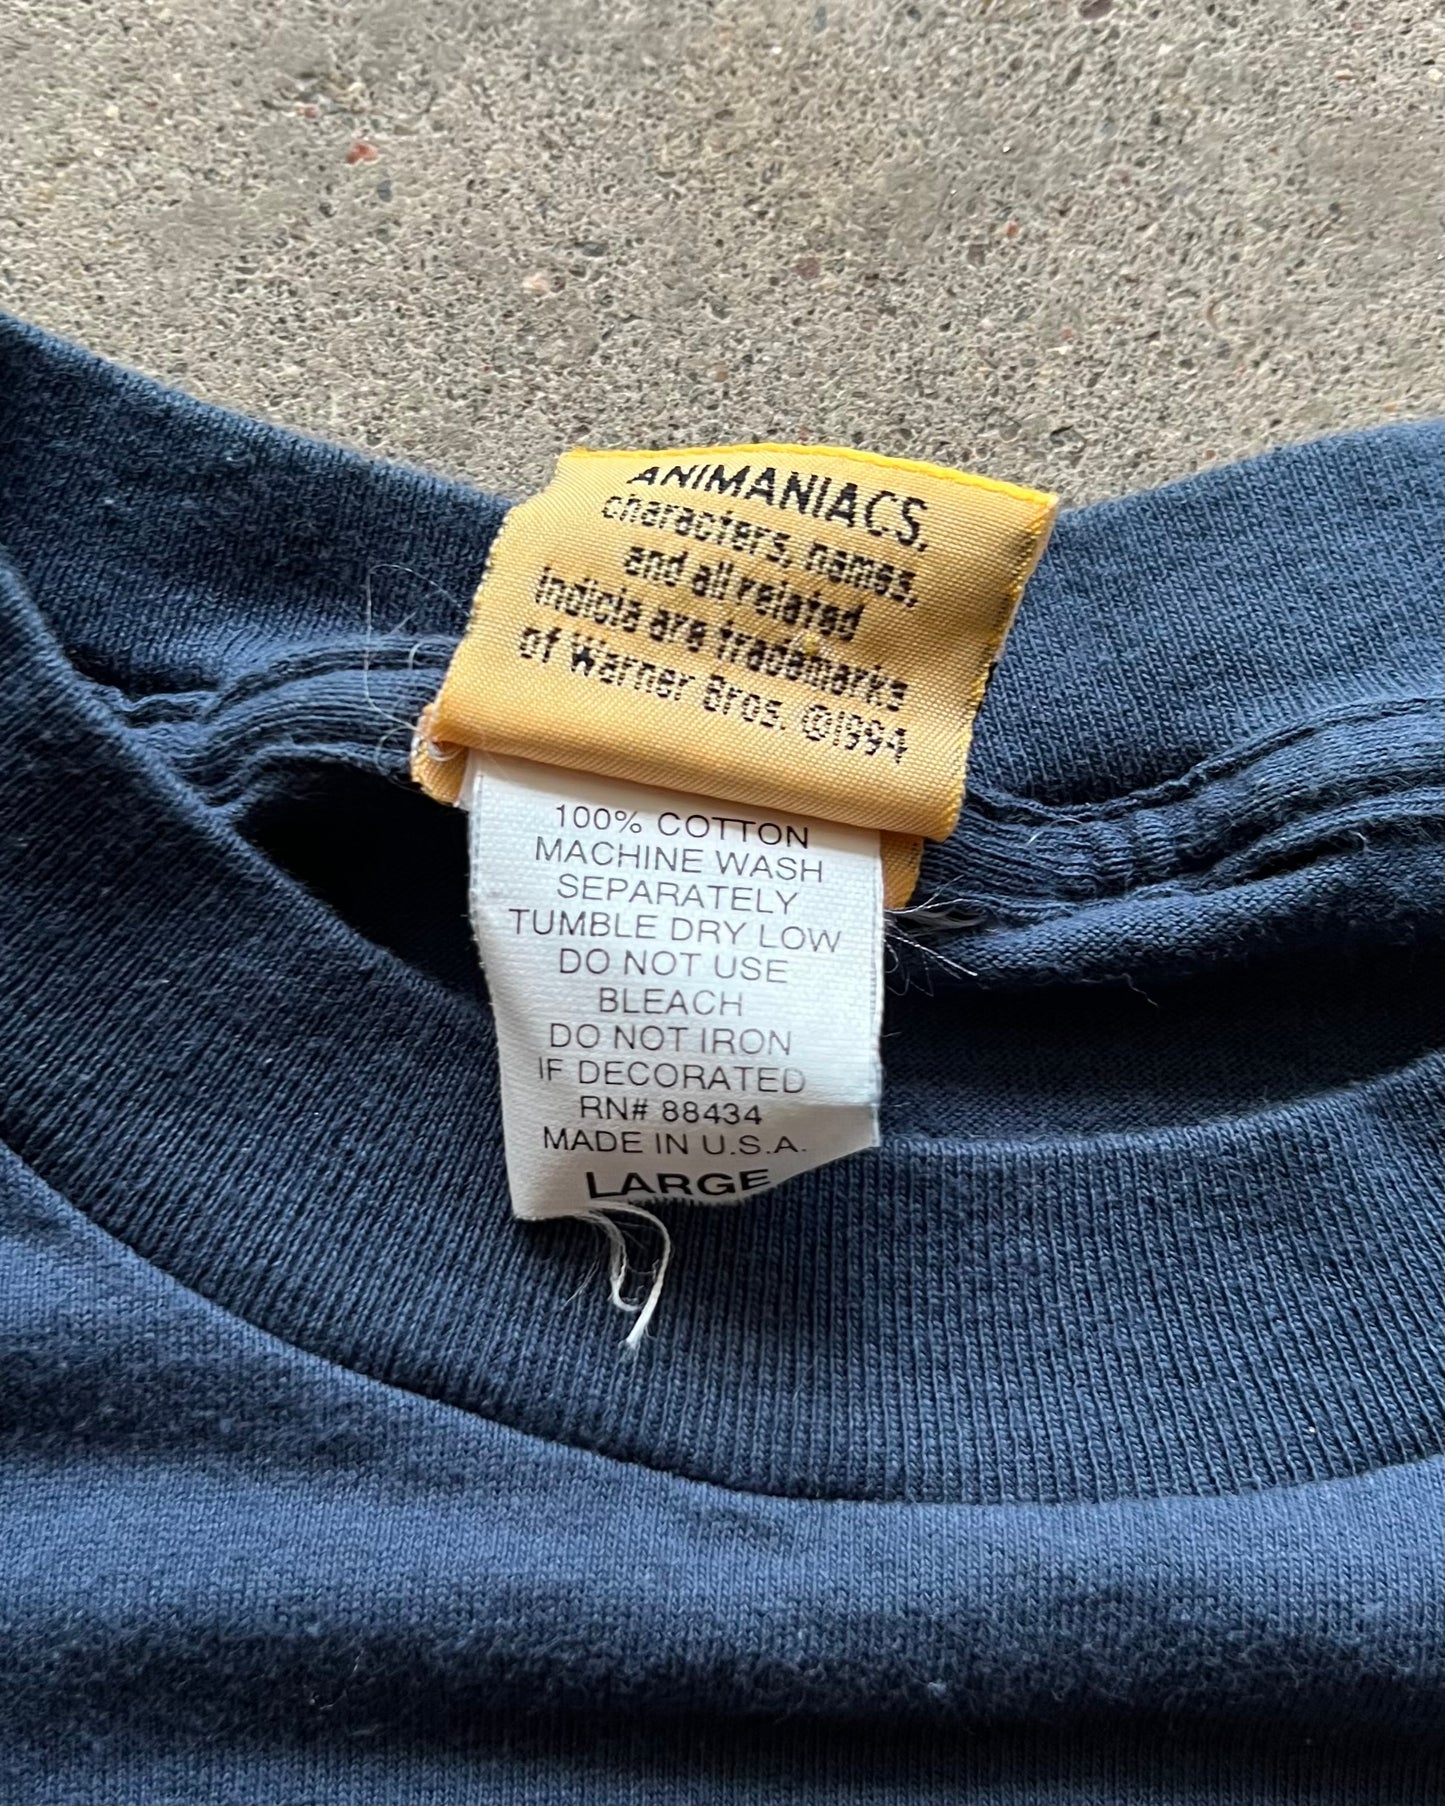 ANIMANIACS,
characters, names,
and all related
indicia are trademarks
of Warner Bros. ©1994
100% COTTON
MACHINE WASH
SEPARATELY
TUMBLE DRY LOW
DO NOT USE
BLEACH
DO NOT IRON
IF DECORATED
RN# 88434
MADE IN U.S.A.
LARGE